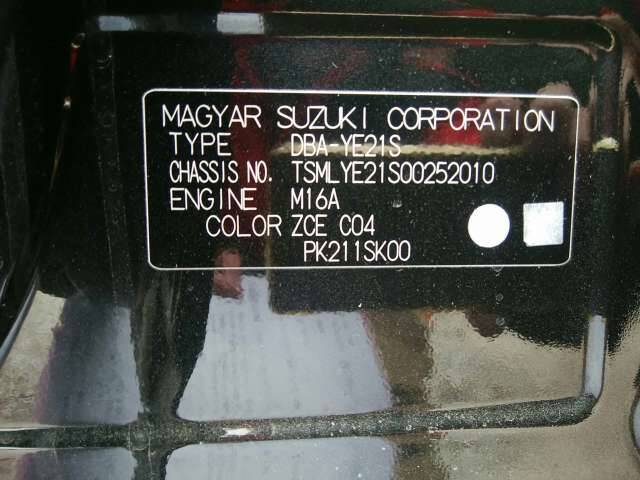 MAGYAR SUZUKI CORPORATION
TYPE DBA-YE21S
CHASSIS NO. TSMLYE21S00252010
ENGINE M16A
COLOR ZCE C04
PK211SK00